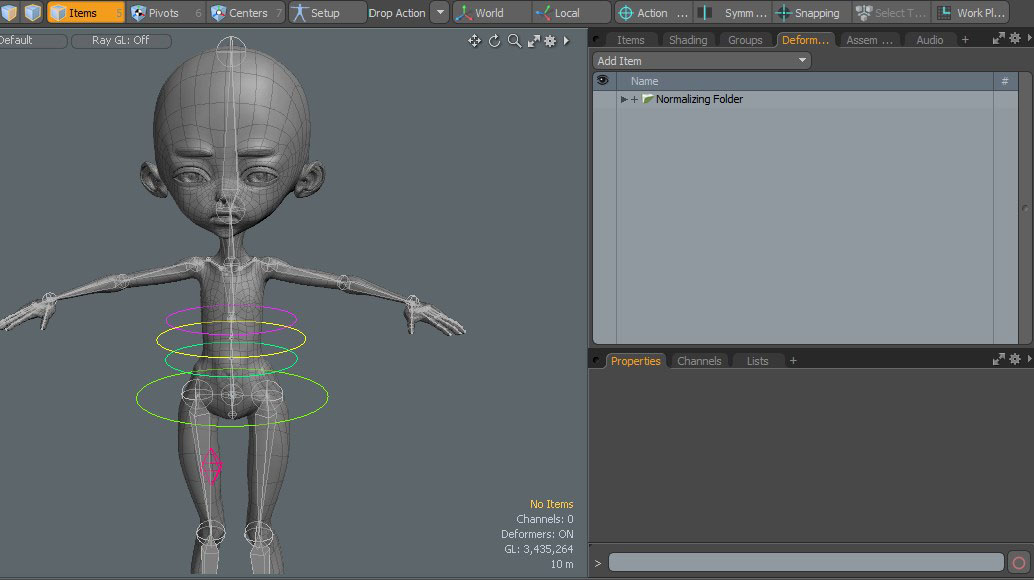 Items 5 Pivots 6 Centers 7 Setup Drop Action World Local Action ... Symm ... Snapping Select T... Work Pl...
Default Ray GL: Off
Items Shading Groups Deform... Assem ... Audio +
Add Item
Name #
+ Normalizing Folder
Properties Channels Lists +
No Items
Channels: 0
Deformers: ON
GL: 3,435,264
10 m
>